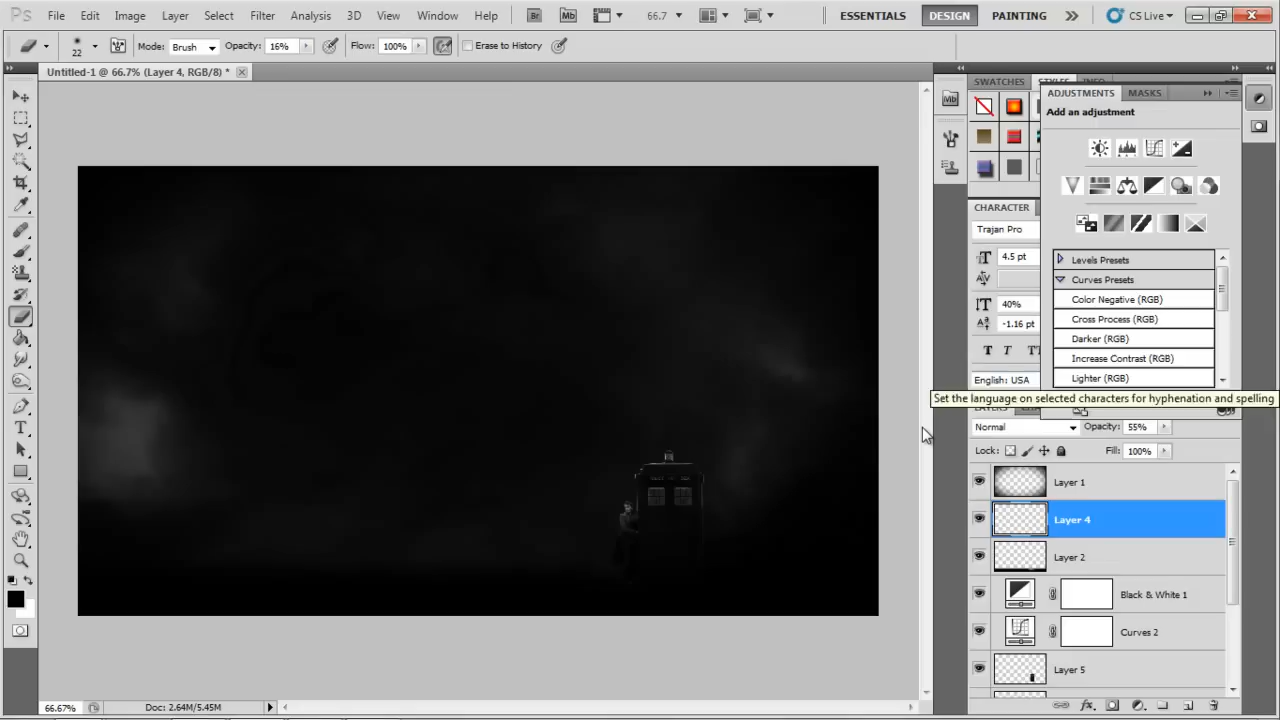 Ps File Edit Image Layer Select Filter Analysis 3D View Window Help Br Mb 66.7 ESSENTIALS DESIGN PAINTING CS Live
22 Mode: Brush Opacity: 16% Flow: 100% Erase to History
Untitled-1 @ 66.7% (Layer 4, RGB/8) *
SWATCHES STYLES INFO
ADJUSTMENTS MASKS
Mb
Add an adjustment
CHARACTER
Trajan Pro
4.5 pt
Levels Presets
Curves Presets
40%
Color Negative (RGB)
-1.16 pt
Cross Process (RGB)
Darker (RGB)
T T
Increase Contrast (RGB)
English: USA
Lighter (RGB)
Set the language on selected characters for hyphenation and spelling
Normal Opacity: 55%
Lock: Fill: 100%
Layer 1
Layer 4
Layer 2
Black & White 1
Curves 2
Layer 5
66.67% Doc: 2.64M/5.45M